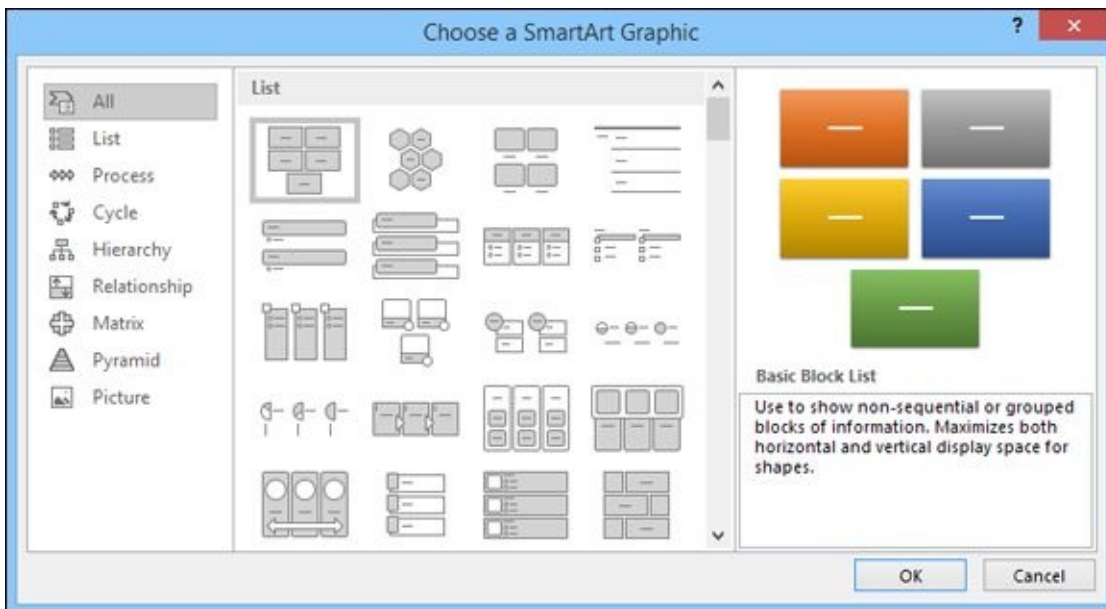 Choose a SmartArt Graphic
?
All
List
Process
Cycle
Hierarchy
Relationship
Matrix
Pyramid
Picture
List
Basic Block List
Use to show non-sequential or grouped
blocks of information. Maximizes both
horizontal and vertical display space for
shapes.
OK
Cancel